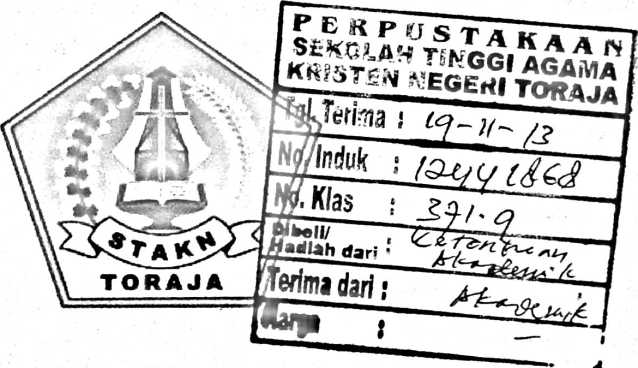 STAKN
TORAJA
PERPUSTAKAAN
SEKOLAH TINGGI AGAMA
KRISTEN NEGERI TORAJA
Tgl. Terima : 19-11-13
No. Induk : 12441868
No. Klas : 371.9
Dibeli/
Hadiah dari :
Akademik
Terima dari : Akademik
Harga : -